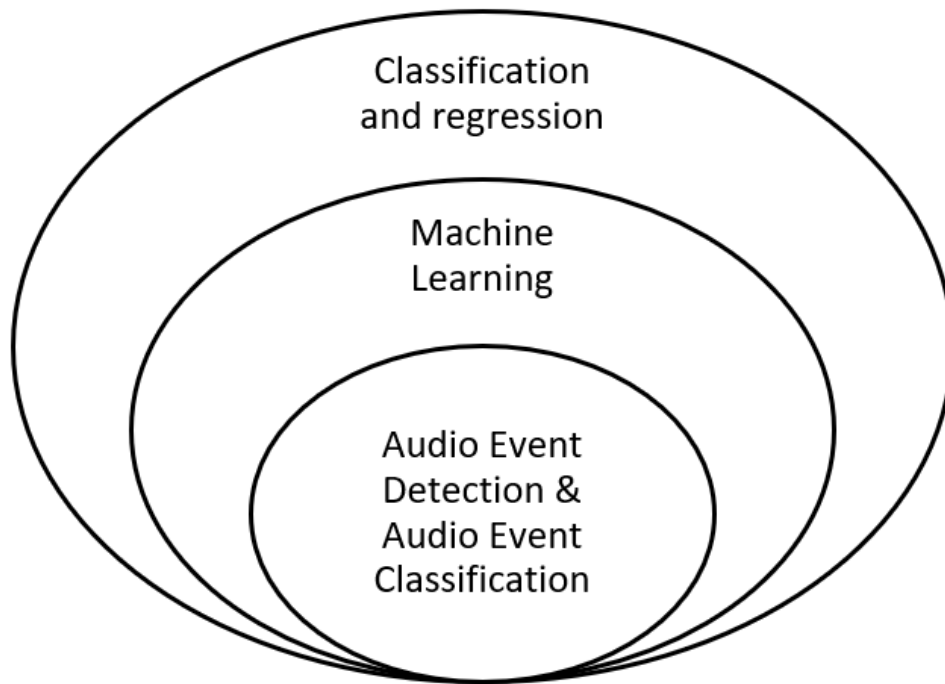 Classification
and regression
Machine
Learning
Audio Event
Detection &
Audio Event
Classification